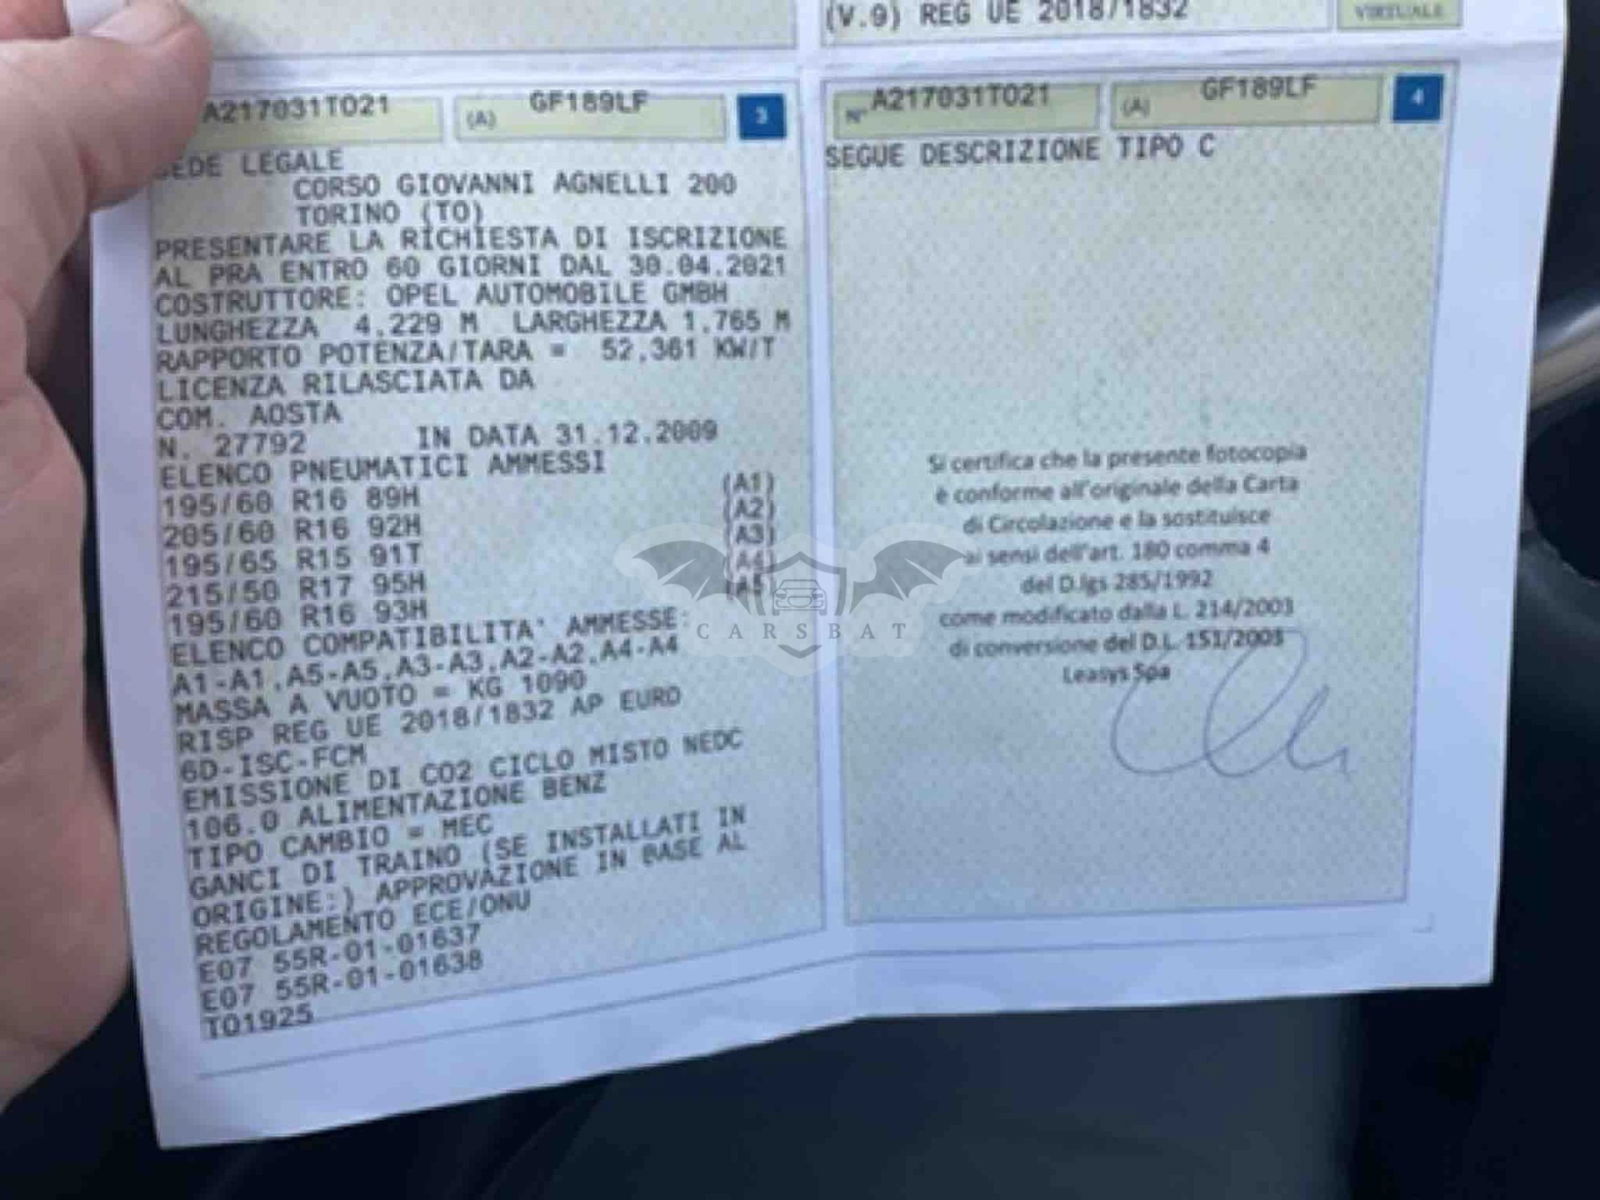 (V.9) REG UE 2018/1832
VIRTUALE
A217031TO21
(A)
GF189LF
3
SEDE LEGALE
CORSO GIOVANNI AGNELLI 200
TORINO (TO)
PRESENTARE LA RICHIESTA DI ISCRIZIONE
AL PRA ENTRO 60 GIORNI DAL 30.04.2021
COSTRUTTORE: OPEL AUTOMOBILE GMBH
LUNGHEZZA 4.229 M LARGHEZZA 1,765 M
RAPPORTO POTENZA/TARA = 52,361 KW/T
LICENZA RILASCIATA DA
COM. AOSTA
N. 27792 IN DATA 31.12.2009
ELENCO PNEUMATICI AMMESSI
195/60 R16 89H (A1)
205/60 R16 92H (A2)
195/65 R15 91T (A3)
215/50 R17 95H (A4)
195/60 R16 93H (A5)
ELENCO COMPATIBILITA' AMMESSE:
A1-A1,A5-A5,A3-A3,A2-A2,A4-A4
MASSA A VUOTO = KG 1090
RISP REG UE 2018/1832 AP EURO
6D-ISC-FCM
EMISSIONE DI CO2 CICLO MISTO NEDC
106.0 ALIMENTAZIONE BENZ
TIPO CAMBIO = MEC
GANCI DI TRAINO (SE INSTALLATI IN
ORIGINE:) APPROVAZIONE IN BASE AL
REGOLAMENTO ECE/ONU
E07 55R-01-01637
E07 55R-01-01638
TO1925
N° A217031TO21
(A)
GF189LF
4
SEGUE DESCRIZIONE TIPO C
Si certifica che la presente fotocopia
è conforme all'originale della Carta
di Circolazione e la sostituisce
ai sensi dell'art. 180 comma 4
del D.lgs 285/1992
come modificato dalla L. 214/2003
di conversione del D.L. 151/2003
Leasys Spa
CARSBAT